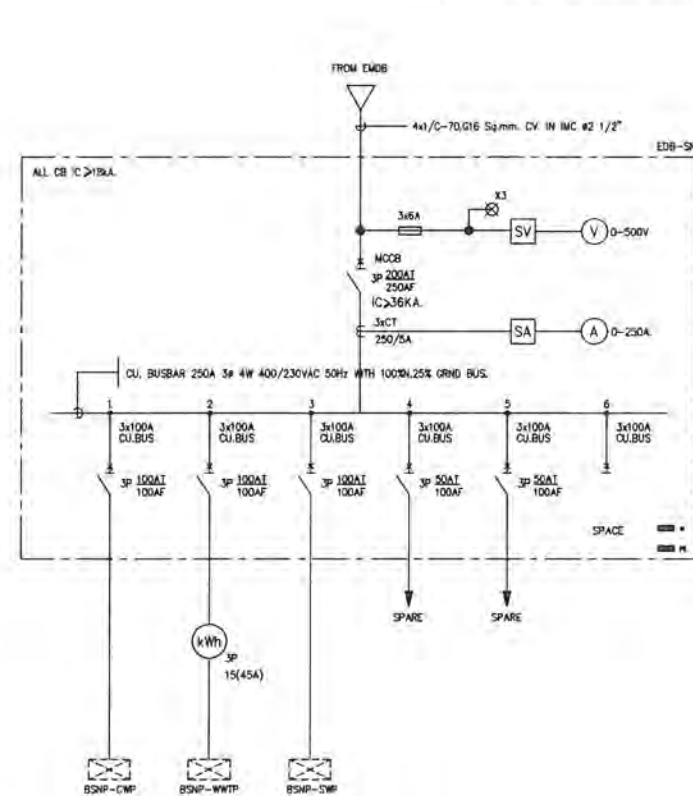 FROM EMDB
4x1/C-70,G16 Sq.mm. CV. IN IMC ø2 1/2"
EDB-SN
ALL CB IC ≥18kA.
X3
3x6A
SV
V
0-500V
MCCB
3P 200AT
250AF
IC≥36KA.
3xCT
250/5A
SA
A
0-250A.
CU. BUSBAR 250A 3ø 4W 400/230VAC 50Hz WITH 100%N,25% GRND BUS.
1 2 3 4 5 6
3x100A 3x100A 3x100A 3x100A 3x100A 3x100A
CU.BUS CU.BUS CU.BUS CU.BUS CU.BUS CU.BUS
3P 100AT 3P 100AT 3P 100AT 3P 50AT 3P 50AT
100AF 100AF 100AF 100AF 100AF
SPACE
SPARE SPARE
kWh
3P
15(45A)
BSNP-CWP BSNP-WWTP BSNP-SWP